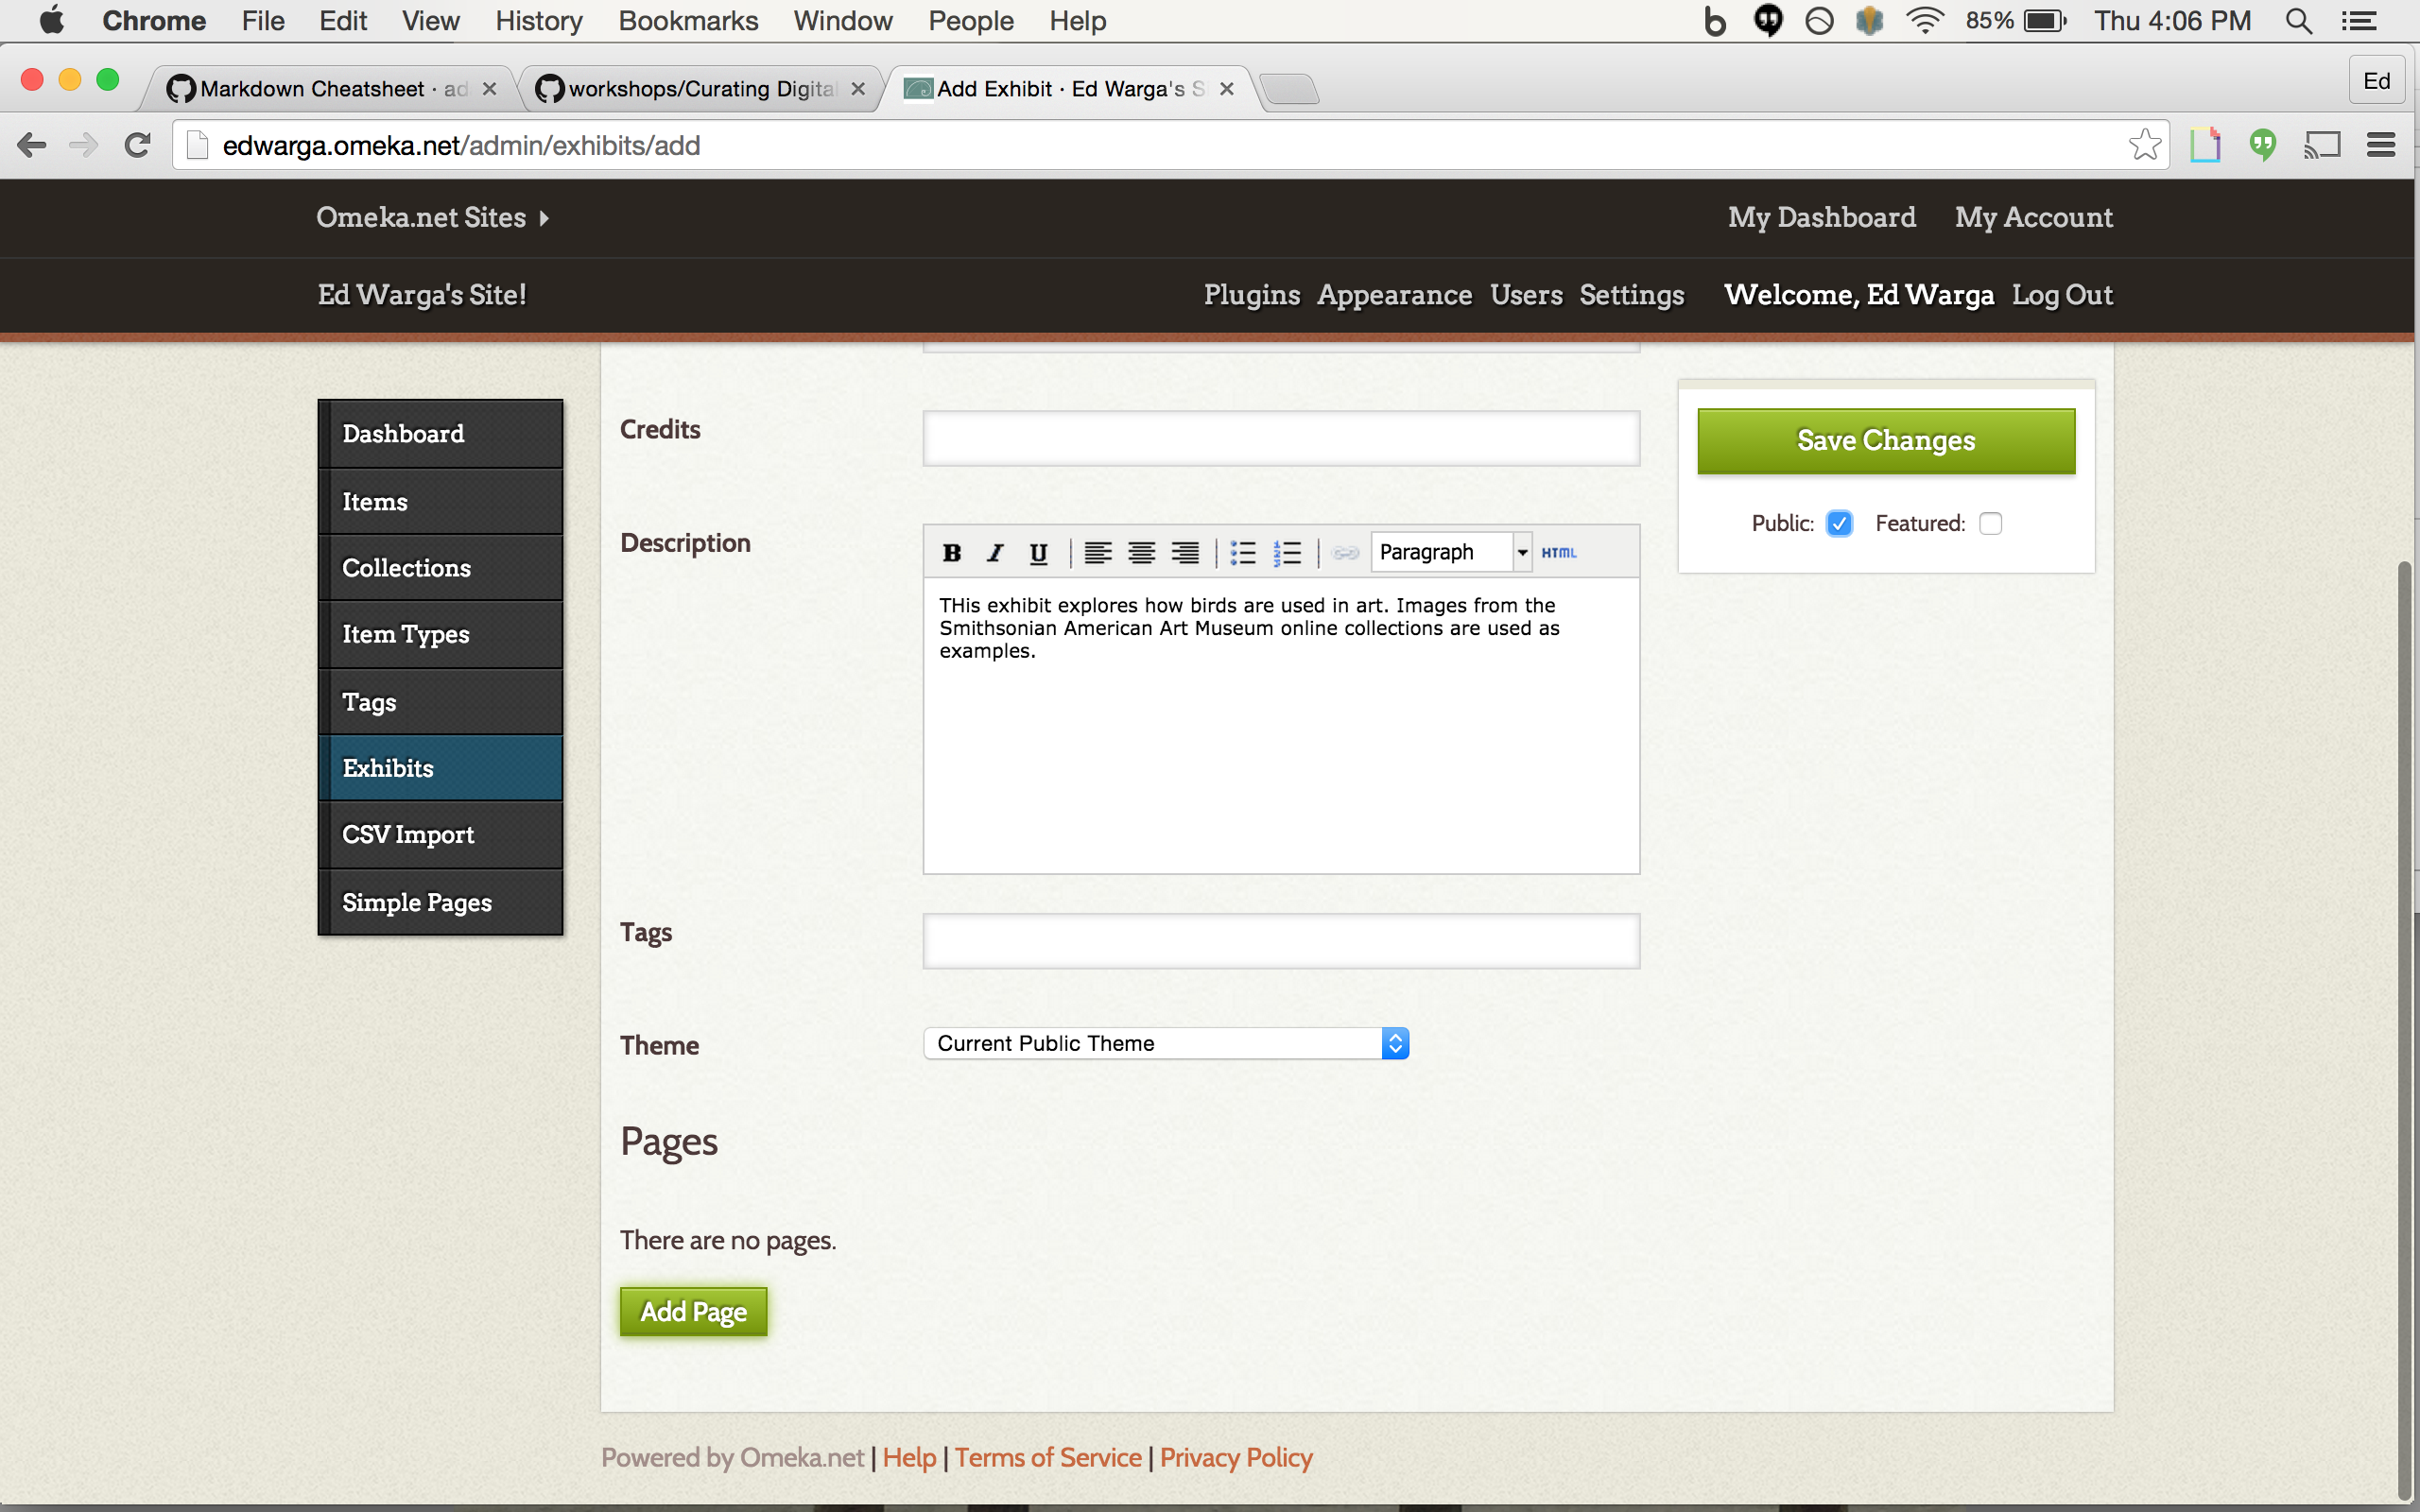 Chrome File Edit View History Bookmarks Window People Help 85% Thu 4:06 PM
Markdown Cheatsheet · ad
workshops/Curating Digital
Add Exhibit · Ed Warga's S
Ed
edwarga.omeka.net/admin/exhibits/add
Omeka.net Sites
My Dashboard My Account
Ed Warga's Site!
Plugins Appearance Users Settings Welcome, Ed Warga Log Out
Dashboard
Items
Collections
Item Types
Tags
Exhibits
CSV Import
Simple Pages
Credits
Description
B I U Paragraph HTML
THis exhibit explores how birds are used in art. Images from the
Smithsonian American Art Museum online collections are used as
examples.
Tags
Theme
Current Public Theme
Pages
There are no pages.
Add Page
Save Changes
Public: Featured:
Powered by Omeka.net | Help | Terms of Service | Privacy Policy